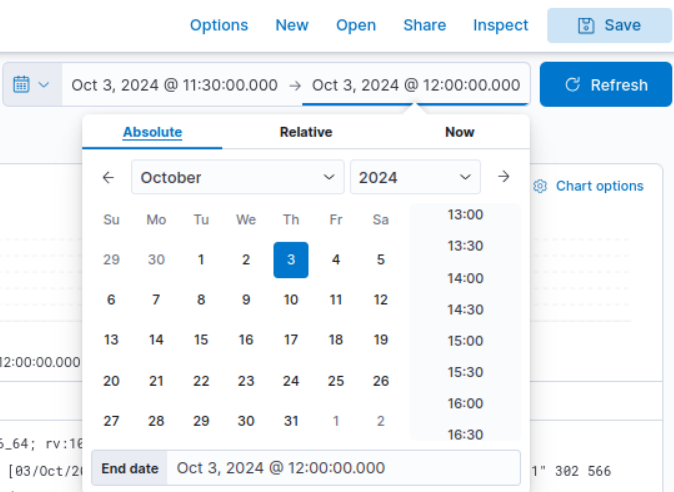 Options New Open Share Inspect Save
Oct 3, 2024 @ 11:30:00.000 → Oct 3, 2024 @ 12:00:00.000 Refresh
Absolute Relative Now
← October 2024 →
Chart options
Su Mo Tu We Th Fr Sa
29 30 1 2 3 4 5
6 7 8 9 10 11 12
13 14 15 16 17 18 19
20 21 22 23 24 25 26
27 28 29 30 31 1 2
13:00
13:30
14:00
14:30
15:00
15:30
16:00
16:30
12:00:00.000
6_64; rv:10
End date Oct 3, 2024 @ 12:00:00.000
[03/Oct/20 1" 302 566